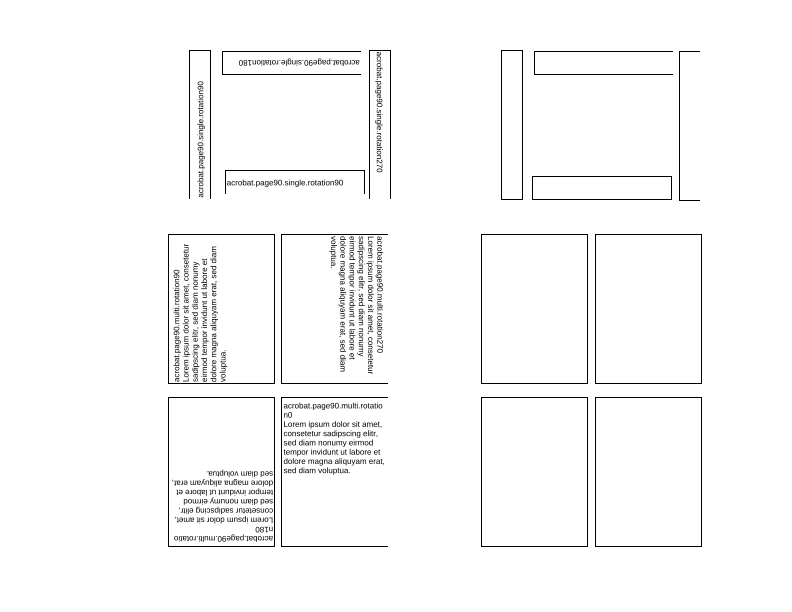 acrobat.page90.single.rotation180
acrobat.page90.single.rotation90
acrobat.page90.single.rotation270
acrobat.page90.single.rotation90
acrobat.page90.multi.rotation90
Lorem ipsum dolor sit amet, consetetur
sadipscing elitr, sed diam nonumy
eirmod tempor invidunt ut labore et
dolore magna aliquyam erat, sed diam
voluptua.
acrobat.page90.multi.rotation270
Lorem ipsum dolor sit amet, consetetur
sadipscing elitr, sed diam nonumy
eirmod tempor invidunt ut labore et
dolore magna aliquyam erat, sed diam
voluptua.
acrobat.page90.multi.rotatio
n180
Lorem ipsum dolor sit amet,
consetetur sadipscing elitr,
sed diam nonumy eirmod
tempor invidunt ut labore et
dolore magna aliquyam erat,
sed diam voluptua.
acrobat.page90.multi.rotatio
n0
Lorem ipsum dolor sit amet,
consetetur sadipscing elitr,
sed diam nonumy eirmod
tempor invidunt ut labore et
dolore magna aliquyam erat,
sed diam voluptua.